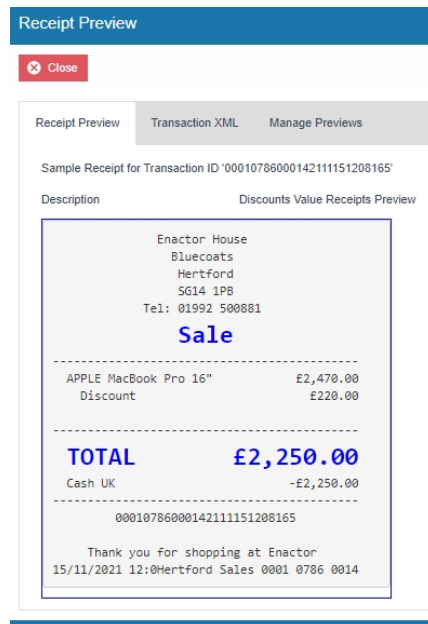 Receipt Preview
Close
Receipt Preview Transaction XML Manage Previews
Sample Receipt for Transaction ID '00010786000142111151208165'
Description Discounts Value Receipts Preview
Enactor House
Bluecoats
Hertford
SG14 1PB
Tel: 01992 500881
Sale
----------------------------------------
APPLE MacBook Pro 16" £2,470.00
Discount £220.00
----------------------------------------
TOTAL £2,250.00
Cash UK -£2,250.00
----------------------------------------
00010786000142111151208165
Thank you for shopping at Enactor
15/11/2021 12:0Hertford Sales 0001 0786 0014